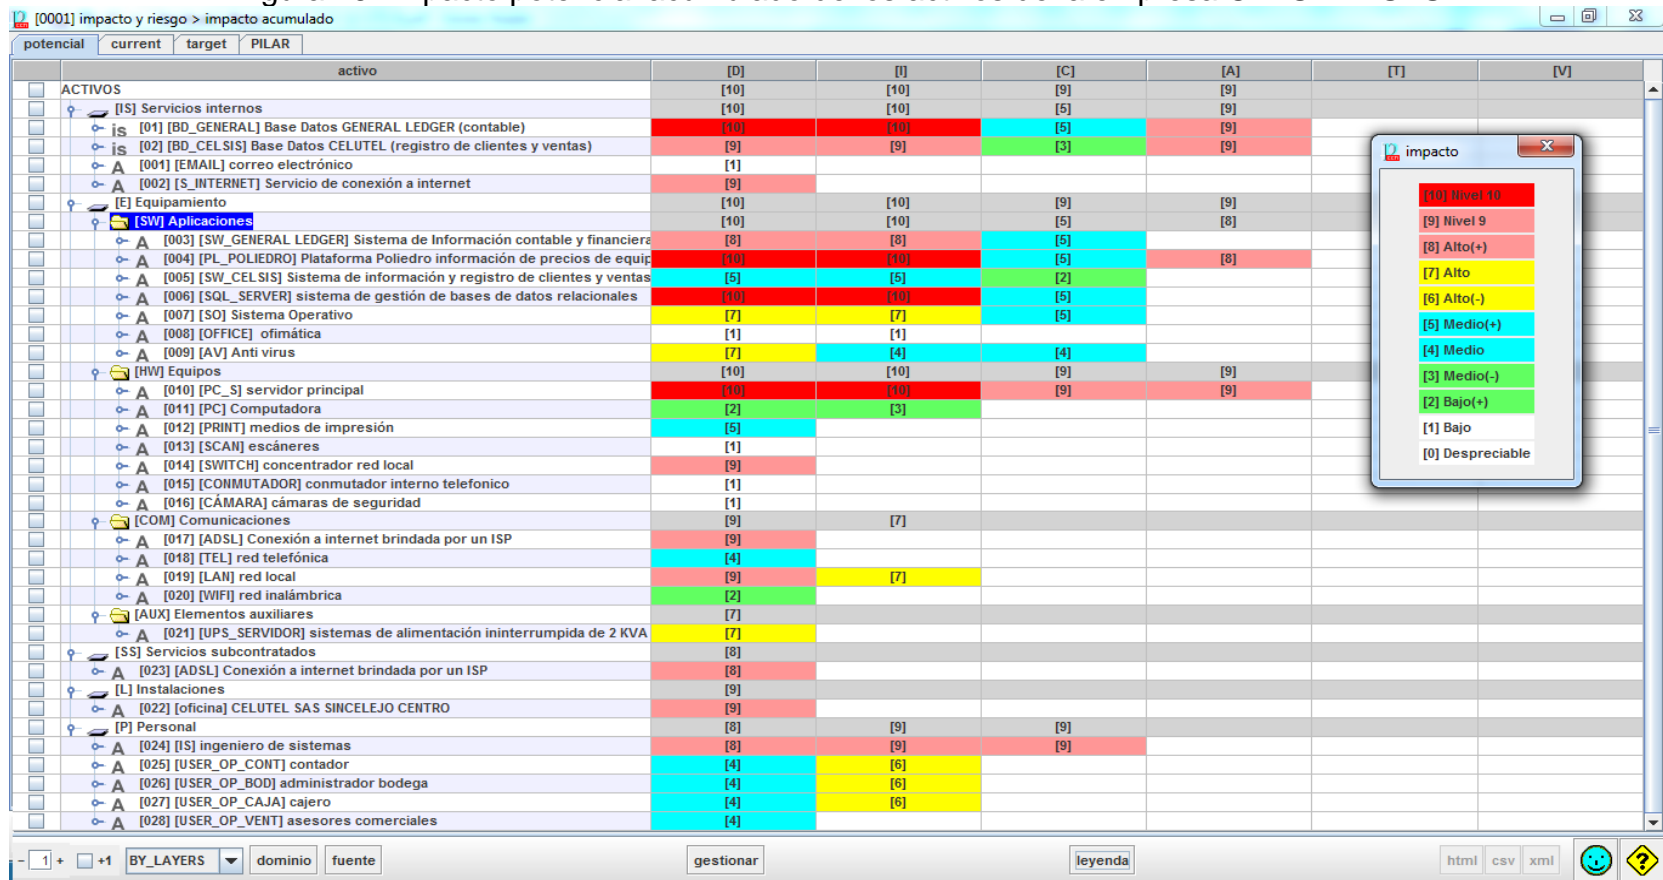 [0001] impacto y riesgo > impacto acumulado
potencial current target PILAR
activo [D] [I] [C] [A] [T] [V]
ACTIVOS [10] [10] [9] [9]
[IS] Servicios internos [10] [10] [5] [9]
is [01] [BD_GENERAL] Base Datos GENERAL LEDGER (contable) [10] [10] [5] [9]
is [02] [BD_CELSIS] Base Datos CELUTEL (registro de clientes y ventas) [9] [9] [3] [9]
A [001] [EMAIL] correo electrónico [1]
A [002] [S_INTERNET] Servicio de conexión a internet [9]
[E] Equipamiento [10] [10] [9] [9]
[SW] Aplicaciones [10] [10] [5] [8]
A [003] [SW_GENERAL LEDGER] Sistema de Información contable y financiera [8] [8] [5]
A [004] [PL_POLIEDRO] Plataforma Poliedro información de precios de equip [10] [10] [5] [8]
A [005] [SW_CELSIS] Sistema de información y registro de clientes y ventas [5] [5] [2]
A [006] [SQL_SERVER] sistema de gestión de bases de datos relacionales [10] [10] [5]
A [007] [SO] Sistema Operativo [7] [7] [5]
A [008] [OFFICE] ofimática [1] [1]
A [009] [AV] Anti virus [7] [4] [4]
[HW] Equipos [10] [10] [9] [9]
A [010] [PC_S] servidor principal [10] [10] [9] [9]
A [011] [PC] Computadora [2] [3]
A [012] [PRINT] medios de impresión [5]
A [013] [SCAN] escáneres [1]
A [014] [SWITCH] concentrador red local [9]
A [015] [CONMUTADOR] conmutador interno telefonico [1]
A [016] [CÁMARA] cámaras de seguridad [1]
[COM] Comunicaciones [9] [7]
A [017] [ADSL] Conexión a internet brindada por un ISP [9]
A [018] [TEL] red telefónica [4]
A [019] [LAN] red local [9] [7]
A [020] [WIFI] red inalámbrica [2]
[AUX] Elementos auxiliares [7]
A [021] [UPS_SERVIDOR] sistemas de alimentación ininterrumpida de 2 KVA [7]
[SS] Servicios subcontratados [8]
A [023] [ADSL] Conexión a internet brindada por un ISP [8]
[L] Instalaciones [9]
A [022] [oficina] CELUTEL SAS SINCELEJO CENTRO [9]
[P] Personal [8] [9] [9]
A [024] [IS] ingeniero de sistemas [8] [9] [9]
A [025] [USER_OP_CONT] contador [4] [6]
A [026] [USER_OP_BOD] administrador bodega [4] [6]
A [027] [USER_OP_CAJA] cajero [4] [6]
A [028] [USER_OP_VENT] asesores comerciales [4]
impacto
[10] Nivel 10
[9] Nivel 9
[8] Alto(+)
[7] Alto
[6] Alto(-)
[5] Medio(+)
[4] Medio
[3] Medio(-)
[2] Bajo(+)
[1] Bajo
[0] Despreciable
- 1 + +1 BY_LAYERS dominio fuente gestionar leyenda html csv xml